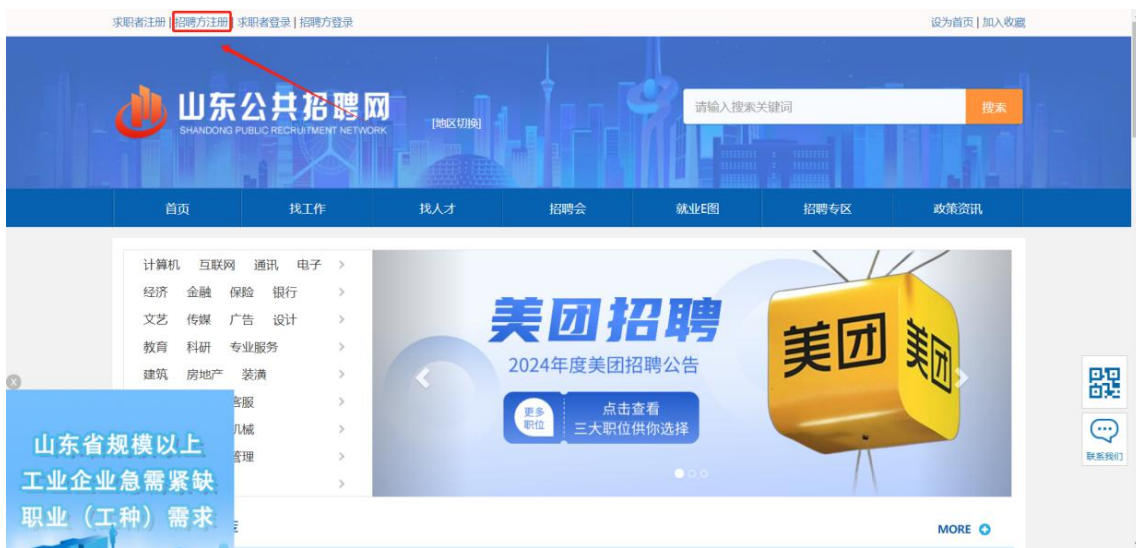 求职者注册 | 招聘方注册 | 求职者登录 | 招聘方登录
设为首页 | 加入收藏
山东公共招聘网
SHANDONG PUBLIC RECRUITMENT NETWORK
[地区切换]
请输入搜索关键词
搜索
首页 找工作 找人才 招聘会 就业E图 招聘专区 政策资讯
计算机 互联网 通讯 电子
经济 金融 保险 银行
文艺 传媒 广告 设计
教育 科研 专业服务
建筑 房地产 装潢
客服
机械
管理
美团招聘
2024年度美团招聘公告
更多
职位
点击查看
三大职位供你选择
美团
美团
联系我们
山东省规模以上
工业企业急需紧缺
职业（工种）需求
MORE